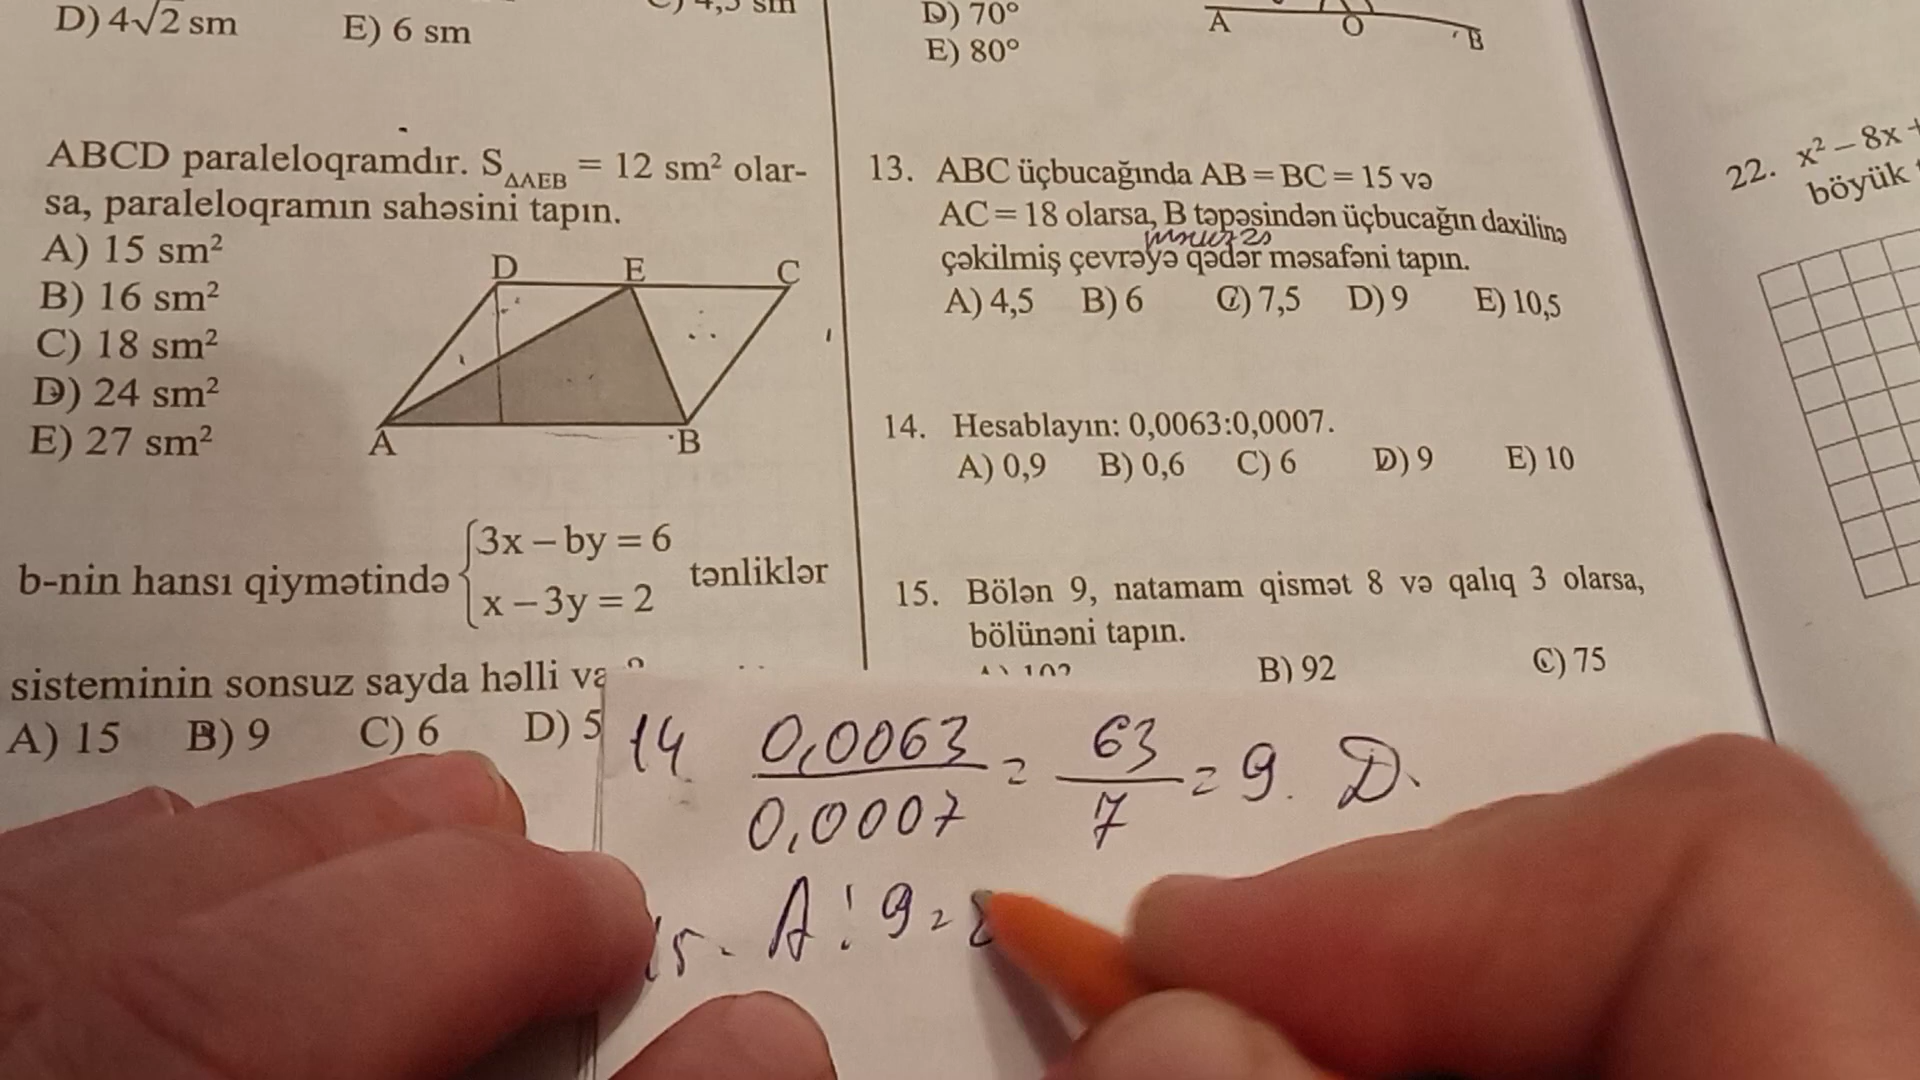 D) 4√2 sm E) 6 sm
ABCD paraleloqramdır. S△AEB = 12 sm² olar-
sa, paraleloqramın sahəsini tapın.
A) 15 sm²
B) 16 sm²
C) 18 sm²
D) 24 sm²
E) 27 sm²
D E C
A B
b-nin hansı qiymətində {3x – by = 6
x – 3y = 2 tənliklər
sisteminin sonsuz sayda həlli
A) 15 B) 9 C) 6 D) 5
D) 70°
E) 80°
A O B
13. ABC üçbucağında AB = BC = 15 və
AC = 18 olarsa, B təpəsindən üçbucağın daxilinə
çəkilmiş çevrəyə qədər məsafəni tapın.
A) 4,5 B) 6 C) 7,5 D) 9 E) 10,5
14. Hesablayın: 0,0063:0,0007.
A) 0,9 B) 0,6 C) 6 D) 9 E) 10
15. Bölən 9, natamam qismət 8 və qalıq 3 olarsa,
bölünəni tapın.
B) 92 C) 75
22. x² – 8x +
böyük
14 0,0063/0,0007 = 63/7 = 9. D.
15. A : 9 = 8